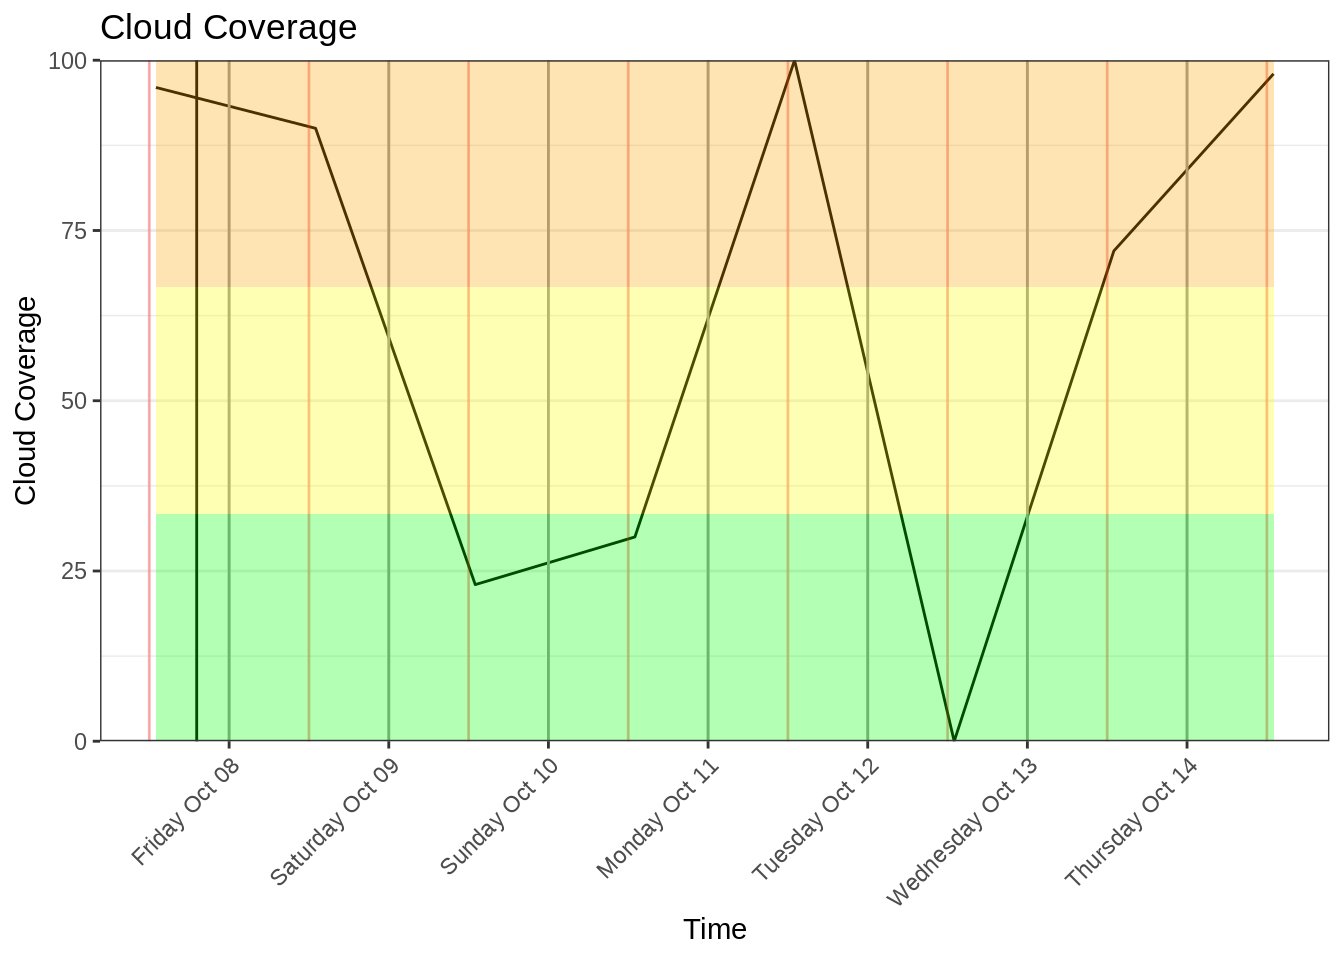 Cloud Coverage
100
75
50
25
0
Cloud Coverage
Friday Oct 08
Saturday Oct 09
Sunday Oct 10
Monday Oct 11
Tuesday Oct 12
Wednesday Oct 13
Thursday Oct 14
Time